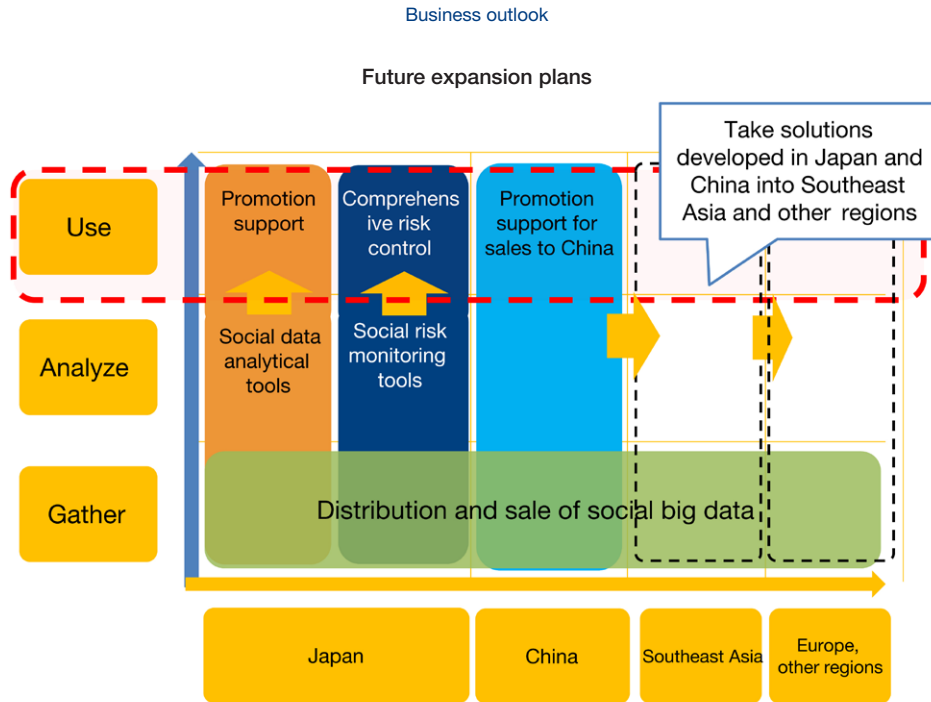 Business outlook
Future expansion plans
Take solutions
developed in Japan and
China into Southeast
Asia and other regions
Use
Promotion
support
Comprehens
ive risk
control
Promotion
support for
sales to China
Analyze
Social data
analytical
tools
Social risk
monitoring
tools
Gather
Distribution and sale of social big data
Japan
China
Southeast Asia
Europe,
other regions